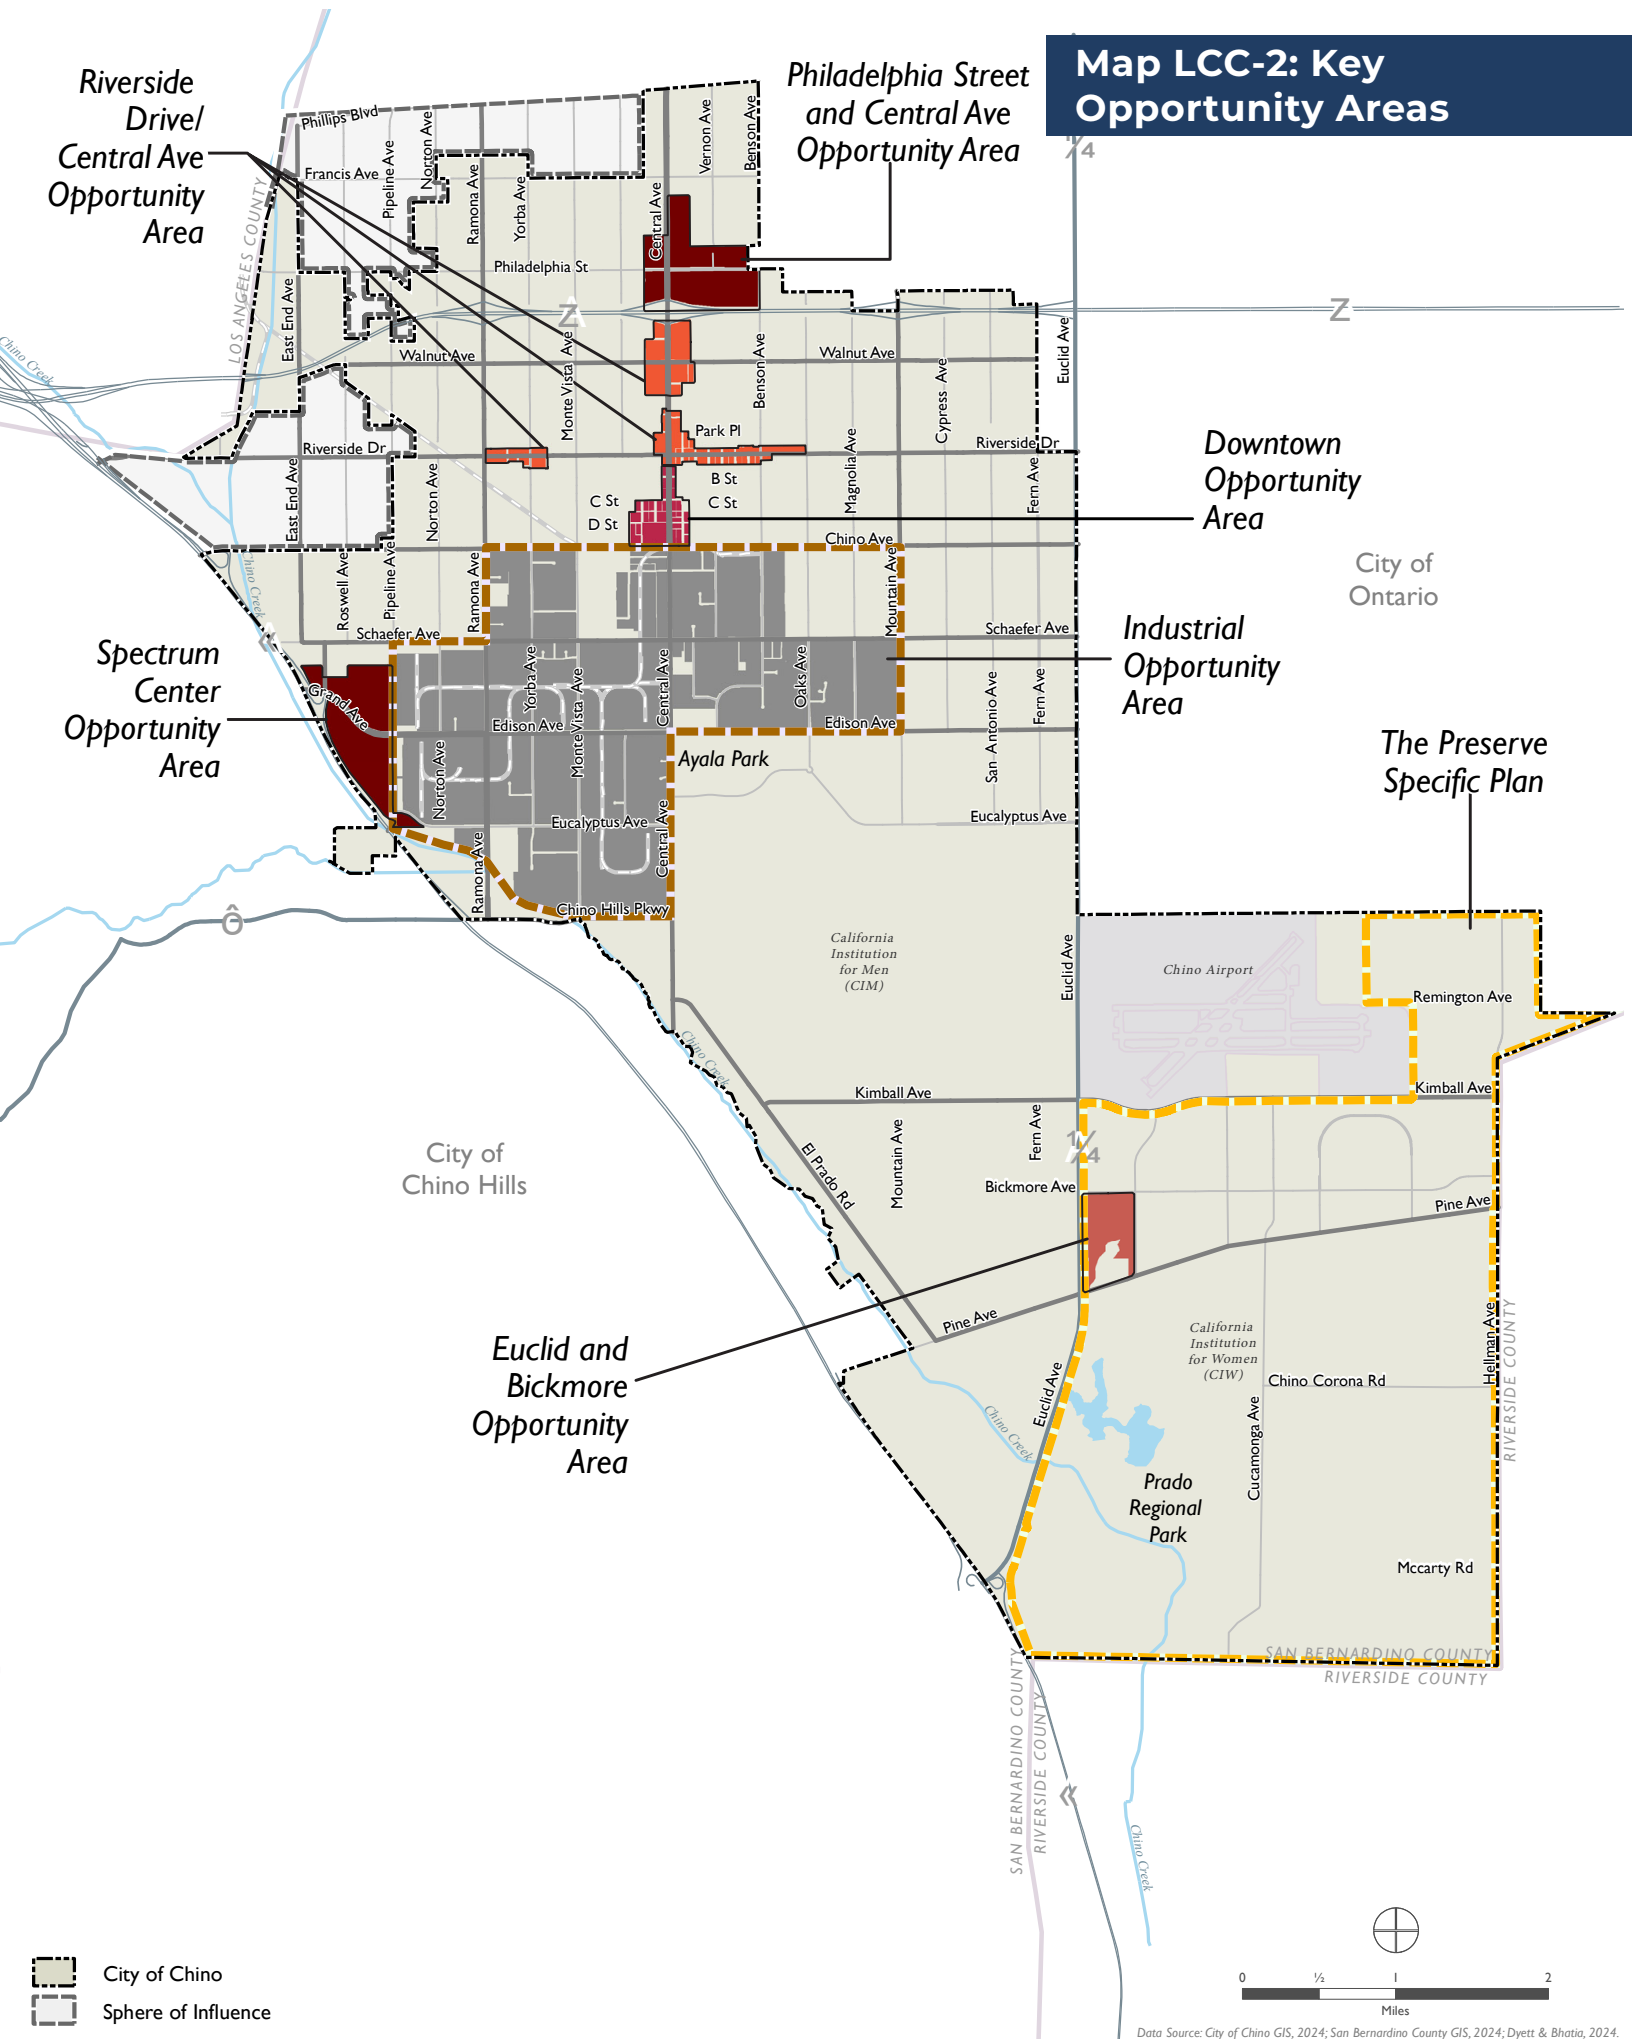 Map LCC-2: Key
Opportunity Areas
Riverside
Drive/
Central Ave
Opportunity
Area
Philadelphia Street
and Central Ave
Opportunity Area
Downtown
Opportunity
Area
Industrial
Opportunity
Area
Spectrum
Center
Opportunity
Area
The Preserve
Specific Plan
Euclid and
Bickmore
Opportunity
Area
City of
Ontario
City of
Chino Hills
LOS ANGELES COUNTY
Phillips Blvd
Francis Ave
Pipeline Ave
Norton Ave
Ramona Ave
Yorba Ave
Central Ave
Vernon Ave
Benson Ave
Philadelphia St
East End Ave
Walnut Ave
Monte Vista Ave
Benson Ave
Walnut Ave
Cypress Ave
Euclid Ave
Chino Creek
Riverside Dr
Park Pl
Riverside Dr
East End Ave
Norton Ave
Magnolia Ave
Fern Ave
B St
C St
C St
D St
Chino Ave
Chino Creek
Roswell Ave
Pipeline Ave
Ramona Ave
Mountain Ave
Schaefer Ave
Schaefer Ave
Grand Ave
Yorba Ave
Monte Vista Ave
Central Ave
Oaks Ave
San Antonio Ave
Fern Ave
Edison Ave
Edison Ave
Norton Ave
Ayala Park
Eucalyptus Ave
Eucalyptus Ave
Ramona Ave
Central Ave
Chino Hills Pkwy
California
Institution
for Men
(CIM)
Euclid Ave
Chino Airport
Remington Ave
Chino Creek
Kimball Ave
Kimball Ave
El Prado Rd
Mountain Ave
Fern Ave
Bickmore Ave
Pine Ave
Pine Ave
California
Institution
for Women
(CIW)
Chino Corona Rd
Hellman Ave
RIVERSIDE COUNTY
Euclid Ave
Chino Creek
Cucamonga Ave
Prado
Regional
Park
Mccarty Rd
SAN BERNARDINO COUNTY
RIVERSIDE COUNTY
SAN BERNARDINO COUNTY
RIVERSIDE COUNTY
Chino Creek
City of Chino
Sphere of Influence
0 ½ 1 2
Miles
Data Source: City of Chino GIS, 2024; San Bernardino County GIS, 2024; Dyett & Bhatia, 2024.